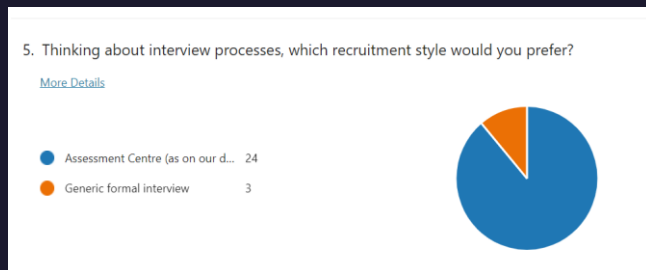 5. Thinking about interview processes, which recruitment style would you prefer?
More Details
Assessment Centre (as on our d... 24
Generic formal interview 3